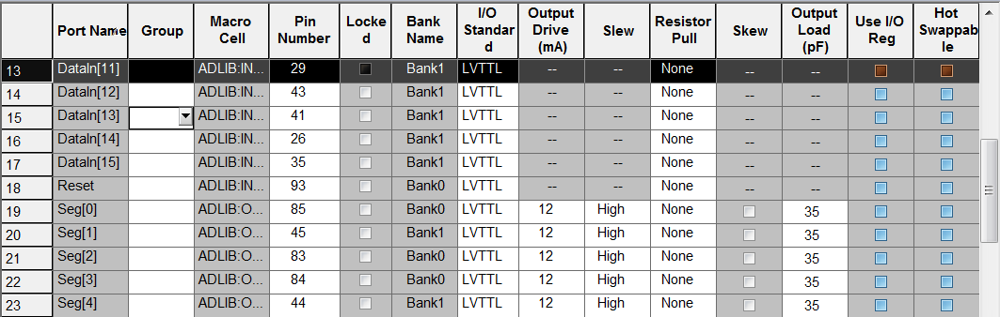 Port Name Group Macro Cell Pin Number Locke d Bank Name I/O Standar d Output Drive (mA) Slew Resistor Pull Skew Output Load (pF) Use I/O Reg Hot Swappab le
13 DataIn[11] ADLIB:IN... 29 Bank1 LVTTL -- -- None -- --
14 DataIn[12] ADLIB:IN... 43 Bank1 LVTTL -- -- None -- --
15 DataIn[13] ADLIB:IN... 41 Bank1 LVTTL -- -- None -- --
16 DataIn[14] ADLIB:IN... 26 Bank1 LVTTL -- -- None -- --
17 DataIn[15] ADLIB:IN... 35 Bank1 LVTTL -- -- None -- --
18 Reset ADLIB:IN... 93 Bank0 LVTTL -- -- None -- --
19 Seg[0] ADLIB:O... 85 Bank0 LVTTL 12 High None 35
20 Seg[1] ADLIB:O... 45 Bank1 LVTTL 12 High None 35
21 Seg[2] ADLIB:O... 83 Bank0 LVTTL 12 High None 35
22 Seg[3] ADLIB:O... 84 Bank0 LVTTL 12 High None 35
23 Seg[4] ADLIB:O... 44 Bank1 LVTTL 12 High None 35